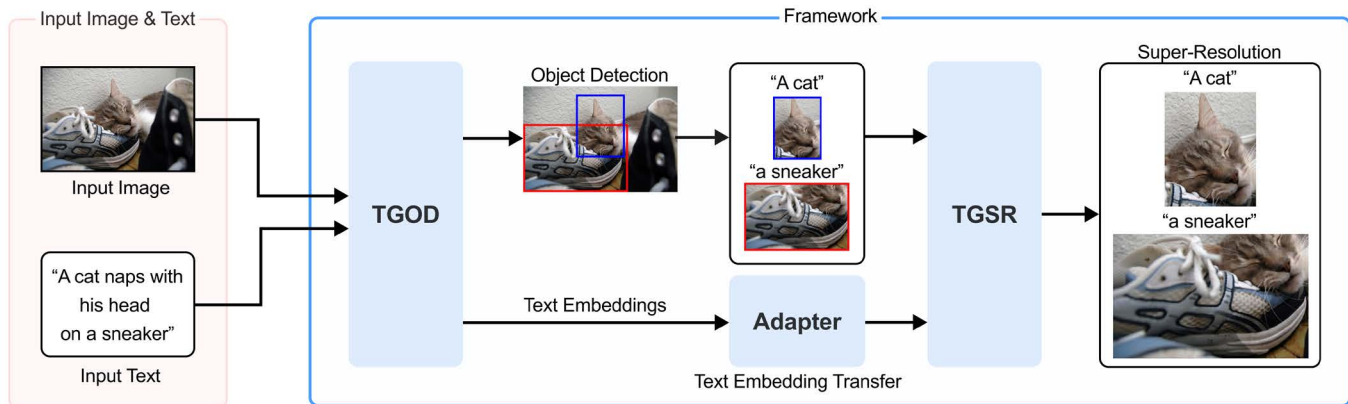 Input Image & Text
Input Image
“A cat naps with
his head
on a sneaker”
Input Text
Framework
TGOD
Object Detection
“A cat”
“a sneaker”
Text Embeddings
Adapter
Text Embedding Transfer
TGSR
Super-Resolution
“A cat”
“a sneaker”